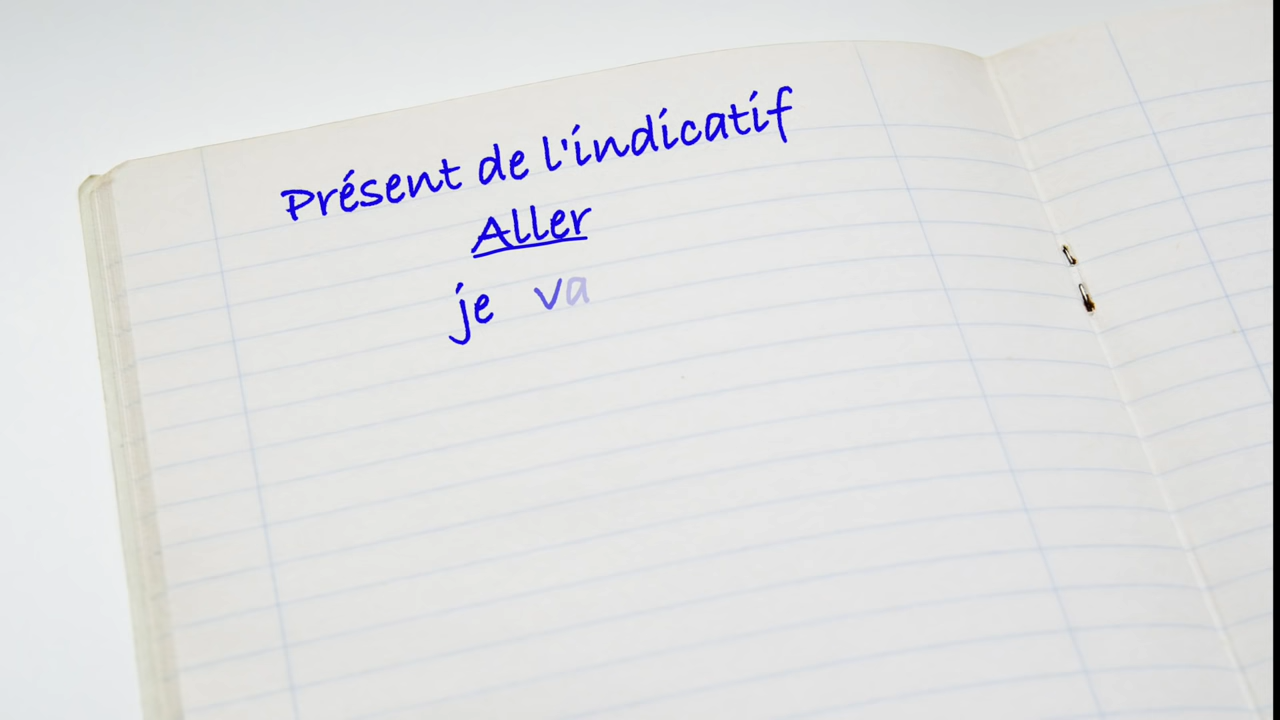 Présent de l'indicatif
Aller
je va